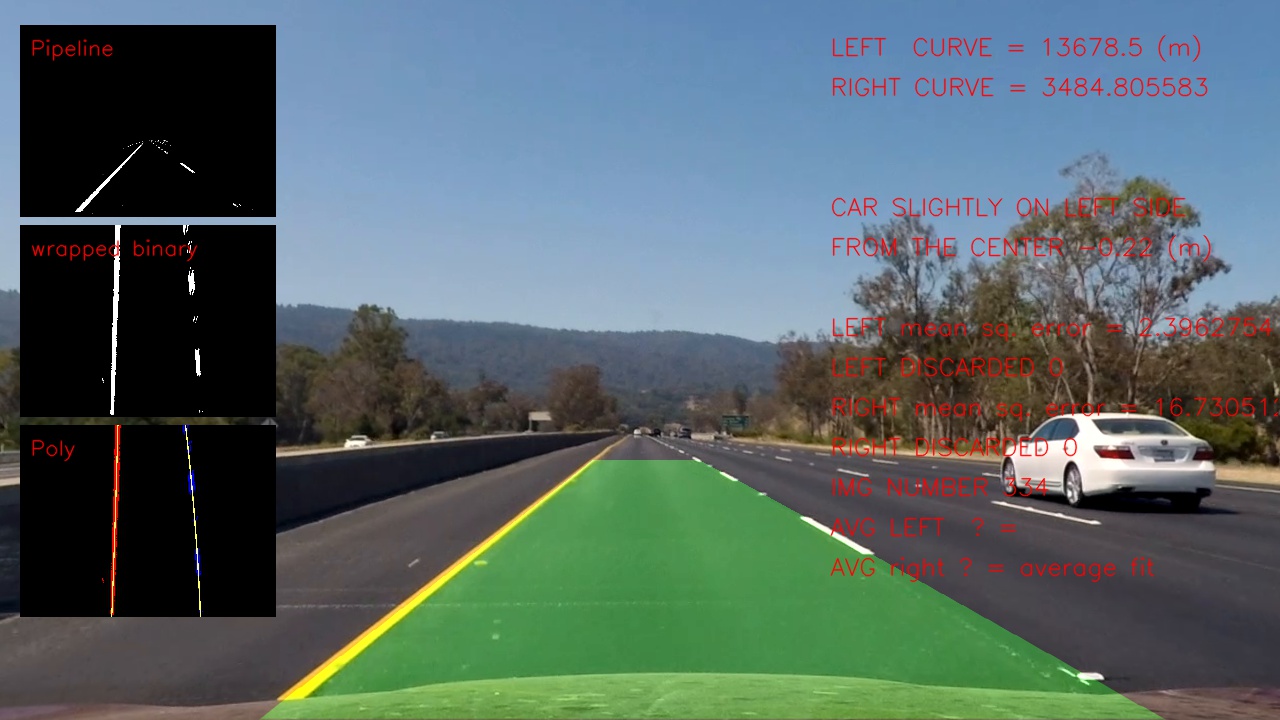 Pipeline
wrapped binary
Poly
LEFT CURVE = 13678.5 (m)
RIGHT CURVE = 3484.805583
CAR SLIGHTLY ON LEFT SIDE
FROM THE CENTER -0.22 (m)
LEFT mean sq. error = 2.3962754
LEFT DISCARDED 0
RIGHT mean sq. error = 16.73051
RIGHT DISCARDED 0
IMG NUMBER 334
AVG LEFT ? =
AVG right ? = average fit